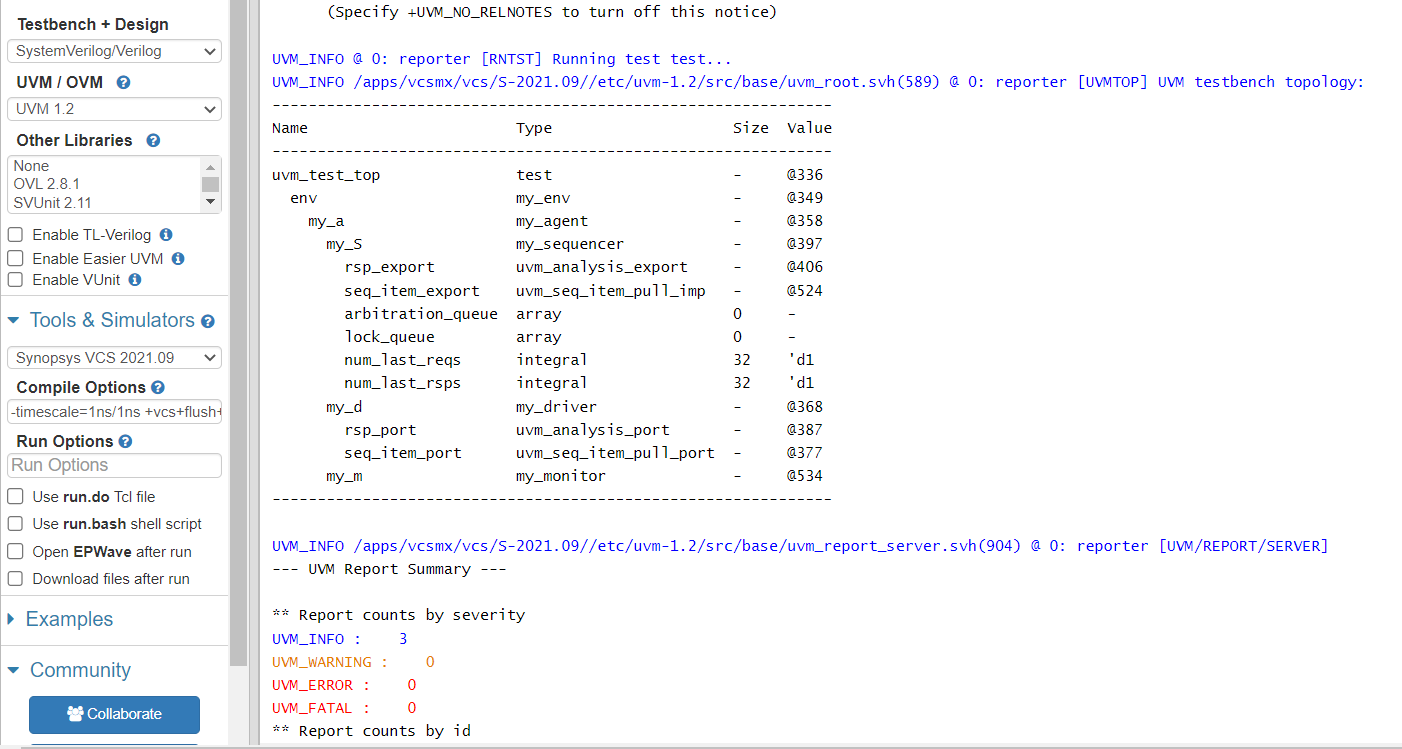 Testbench + Design
SystemVerilog/Verilog
UVM / OVM
UVM 1.2
Other Libraries
None
OVL 2.8.1
SVUnit 2.11
Enable TL-Verilog
Enable Easier UVM
Enable VUnit
Tools & Simulators
Synopsys VCS 2021.09
Compile Options
-timescale=1ns/1ns +vcs+flush+
Run Options
Run Options
Use run.do Tcl file
Use run.bash shell script
Open EPWave after run
Download files after run
Examples
Community
Collaborate
(Specify +UVM_NO_RELNOTES to turn off this notice)
UVM_INFO @ 0: reporter [RNTST] Running test test...
UVM_INFO /apps/vcsmx/vcs/S-2021.09//etc/uvm-1.2/src/base/uvm_root.svh(589) @ 0: reporter [UVMTOP] UVM testbench topology:
--------------------------------------------------------------
Name Type Size Value
--------------------------------------------------------------
uvm_test_top test - @336
env my_env - @349
my_a my_agent - @358
my_S my_sequencer - @397
rsp_export uvm_analysis_export - @406
seq_item_export uvm_seq_item_pull_imp - @524
arbitration_queue array 0 -
lock_queue array 0 -
num_last_reqs integral 32 'd1
num_last_rsps integral 32 'd1
my_d my_driver - @368
rsp_port uvm_analysis_port - @387
seq_item_port uvm_seq_item_pull_port - @377
my_m my_monitor - @534
--------------------------------------------------------------
UVM_INFO /apps/vcsmx/vcs/S-2021.09//etc/uvm-1.2/src/base/uvm_report_server.svh(904) @ 0: reporter [UVM/REPORT/SERVER]
--- UVM Report Summary ---
** Report counts by severity
UVM_INFO : 3
UVM_WARNING : 0
UVM_ERROR : 0
UVM_FATAL : 0
** Report counts by id